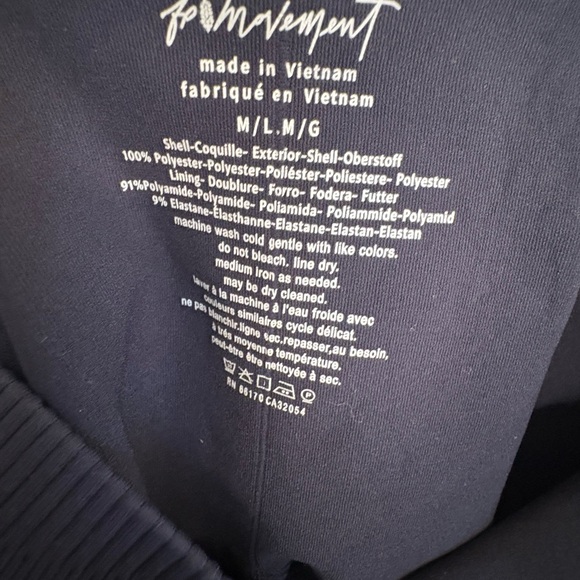 fp movement
made in Vietnam
fabriqué en Vietnam
M/L.M/G
Shell-Coquille- Exterior-Shell-Oberstoff
100% Polyester-Polyester-Poliéster-Poliestere- Polyester
Lining- Doublure- Forro- Fodera- Futter
91%Polyamide-Polyamide- Poliamida- Poliammide-Polyamid
9% Elastane-Élasthanne-Elastane-Elastan-Elastan
machine wash cold gentle with like colors.
do not bleach. line dry.
medium iron as needed.
may be dry cleaned.
laver à la machine à l'eau froide avec
couleurs similaires cycle délicat.
ne pas blanchir.ligne sec.repasser,au besoin,
à très moyenne température.
peut-être être nettoyée à sec.
P
RN 66170 CA32054